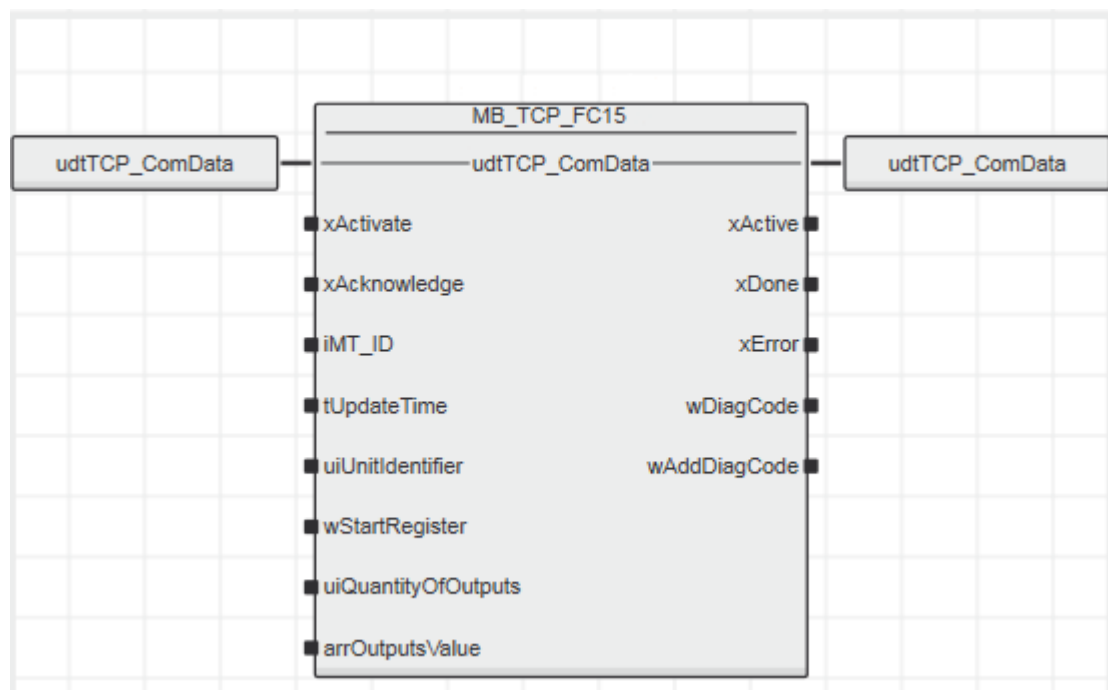 MB_TCP_FC15
udtTCP_ComData udtTCP_ComData udtTCP_ComData
xActivate xActive
xAcknowledge xDone
iMT_ID xError
tUpdateTime wDiagCode
uiUnitIdentifier wAddDiagCode
wStartRegister
uiQuantityOfOutputs
arrOutputsValue